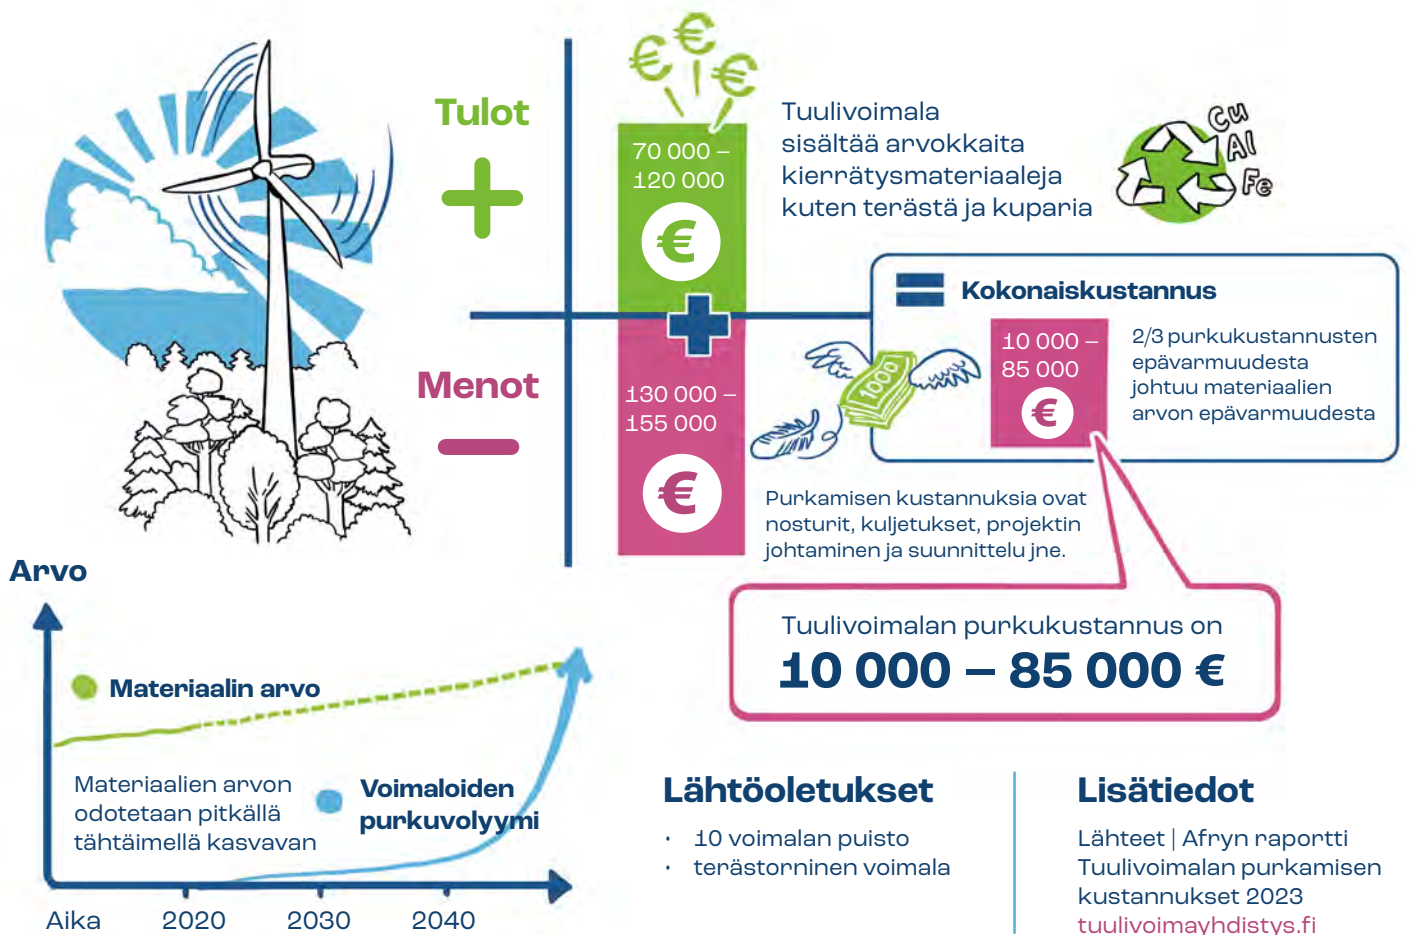 € € €
Tulot
70 000 –
120 000
€
Tuulivoimala
sisältää arvokkaita
kierrätysmateriaaleja
kuten terästä ja kuparia
Cu
Al
Fe
Menot
130 000 –
155 000
€
1000
Kokonaiskustannus
10 000 –
85 000
€
2/3 purkukustannusten
epävarmuudesta
johtuu materiaalien
arvon epävarmuudesta
Purkamisen kustannuksia ovat
nosturit, kuljetukset, projektin
johtaminen ja suunnittelu jne.
Tuulivoimalan purkukustannus on
10 000 – 85 000 €
Arvo
Materiaalin arvo
Materiaalien arvon
odotetaan pitkällä
tähtäimellä kasvavan
Voimaloiden
purkuvolyymi
Aika
2020
2030
2040
Lähtöoletukset
· 10 voimalan puisto
· terästorninen voimala
Lisätiedot
Lähteet | Afryn raportti
Tuulivoimalan purkamisen
kustannukset 2023
tuulivoimayhdistys.fi